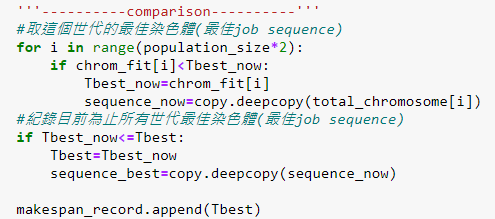 '''----------comparison----------'''
#取這個世代的最佳染色體(最佳job sequence)
for i in range(population_size*2):
    if chrom_fit[i]<Tbest_now:
        Tbest_now=chrom_fit[i]
        sequence_now=copy.deepcopy(total_chromosome[i])
#紀錄目前為止所有世代最佳染色體(最佳job sequence)
if Tbest_now<=Tbest:
    Tbest=Tbest_now
    sequence_best=copy.deepcopy(sequence_now)
makespan_record.append(Tbest)